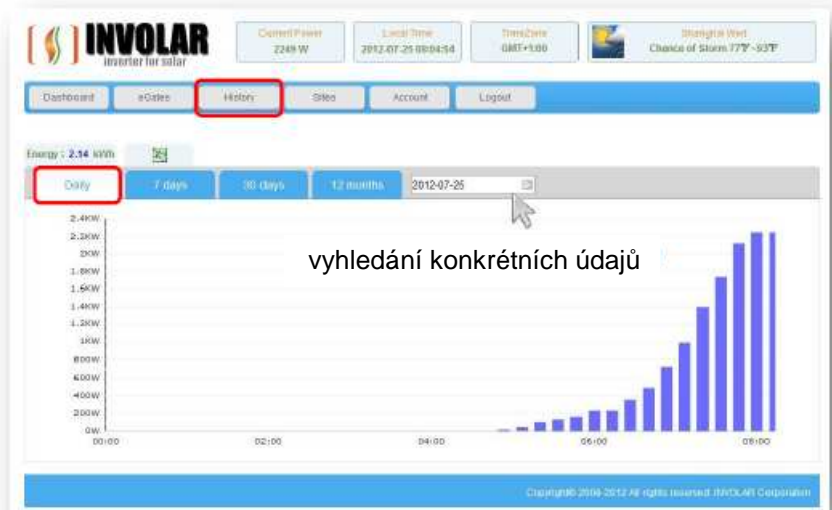 INVOLAR
inverter for solar
Current Power
2249 W
Local Time
2012-07-25 08:04:54
TimeZone
GMT+1:00
Shanghai Wed
Chance of Storm 77℉~93℉
Dashboard eGates History Sites Account Logout
Energy : 2.14 kWh
Daily 7 days 30 days 12 months 2012-07-25
vyhledání konkrétních údajů
2.4KW
2.2KW
2KW
1.8KW
1.6KW
1.4KW
1.2KW
1KW
800W
600W
400W
200W
0W
00:00 02:00 04:00 06:00 08:00
Copyright© 2006-2012 All rights reserved INVOLAR Corporation